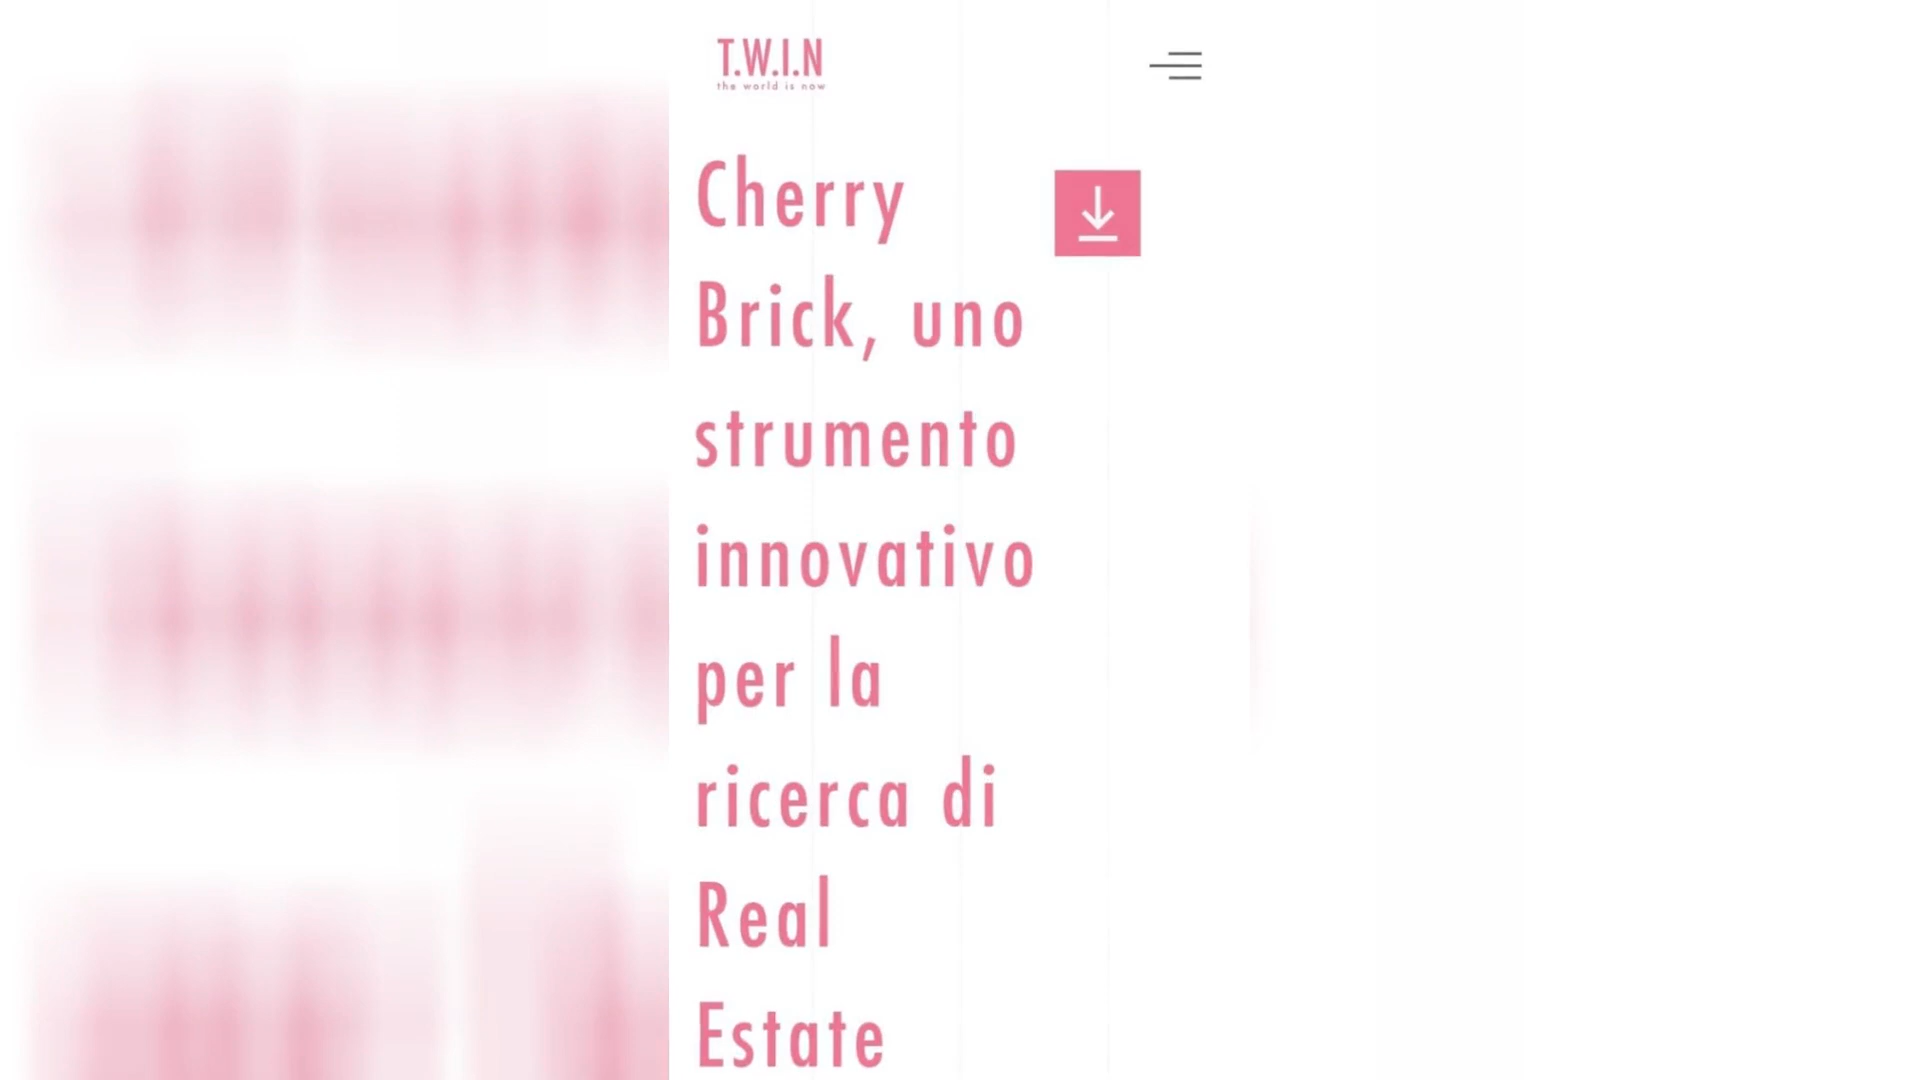 T.W.I.N
the world is now
Cherry
Brick, uno
strumento
innovativo
per la
ricerca di
Real
Estate